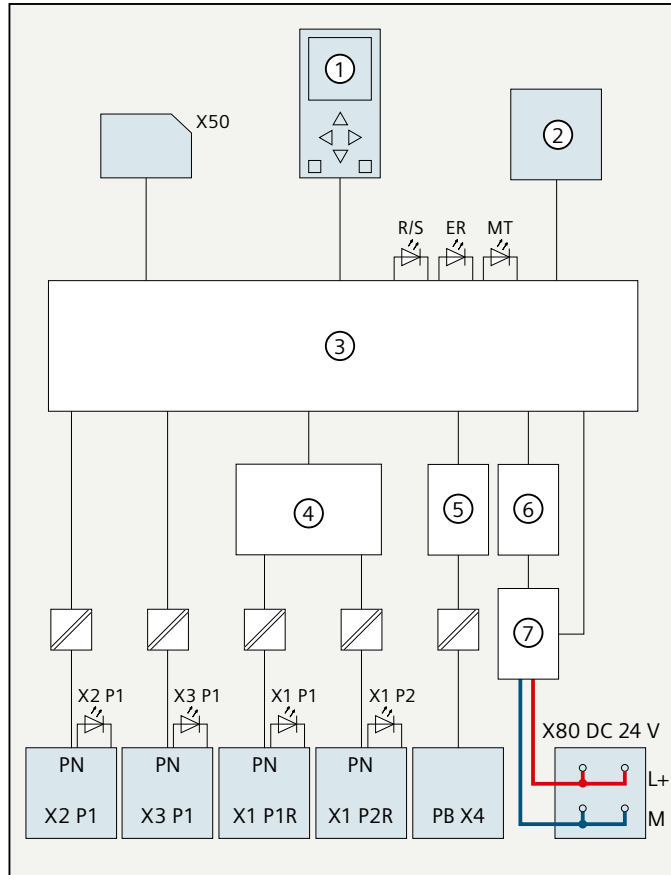 ①
X50
②
R/S ER MT
③
④
⑤
⑥
⑦
X2 P1
X3 P1
X1 P1
X1 P2
X80 DC 24 V
PN
PN
PN
PN
L+
X2 P1
X3 P1
X1 P1R
X1 P2R
PB X4
M